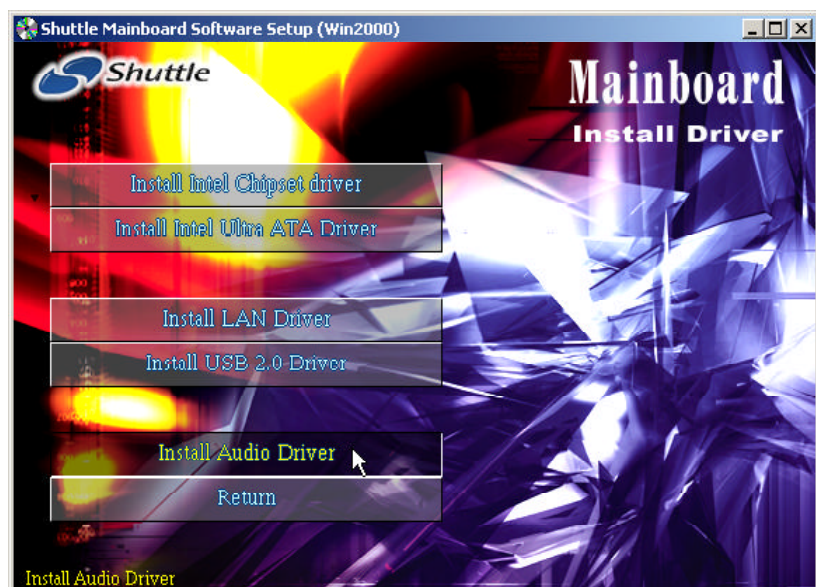 Shuttle Mainboard Software Setup (Win2000)
Shuttle
Mainboard
Install Driver
Install Intel Chipset driver
Install Intel Ultra ATA Driver
Install LAN Driver
Install USB 2.0 Driver
Install Audio Driver
Return
Install Audio Driver